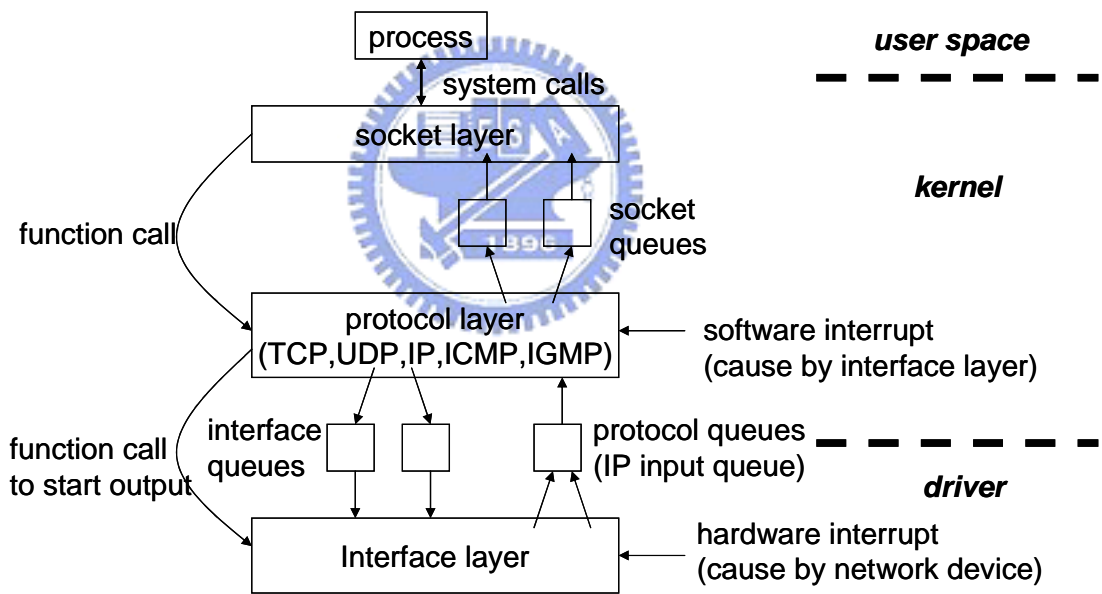 process
user space
system calls
socket layer
kernel
socket
queues
function call
1896
protocol layer
(TCP,UDP,IP,ICMP,IGMP)
software interrupt
(cause by interface layer)
interface
queues
protocol queues
(IP input queue)
function call
to start output
driver
Interface layer
hardware interrupt
(cause by network device)